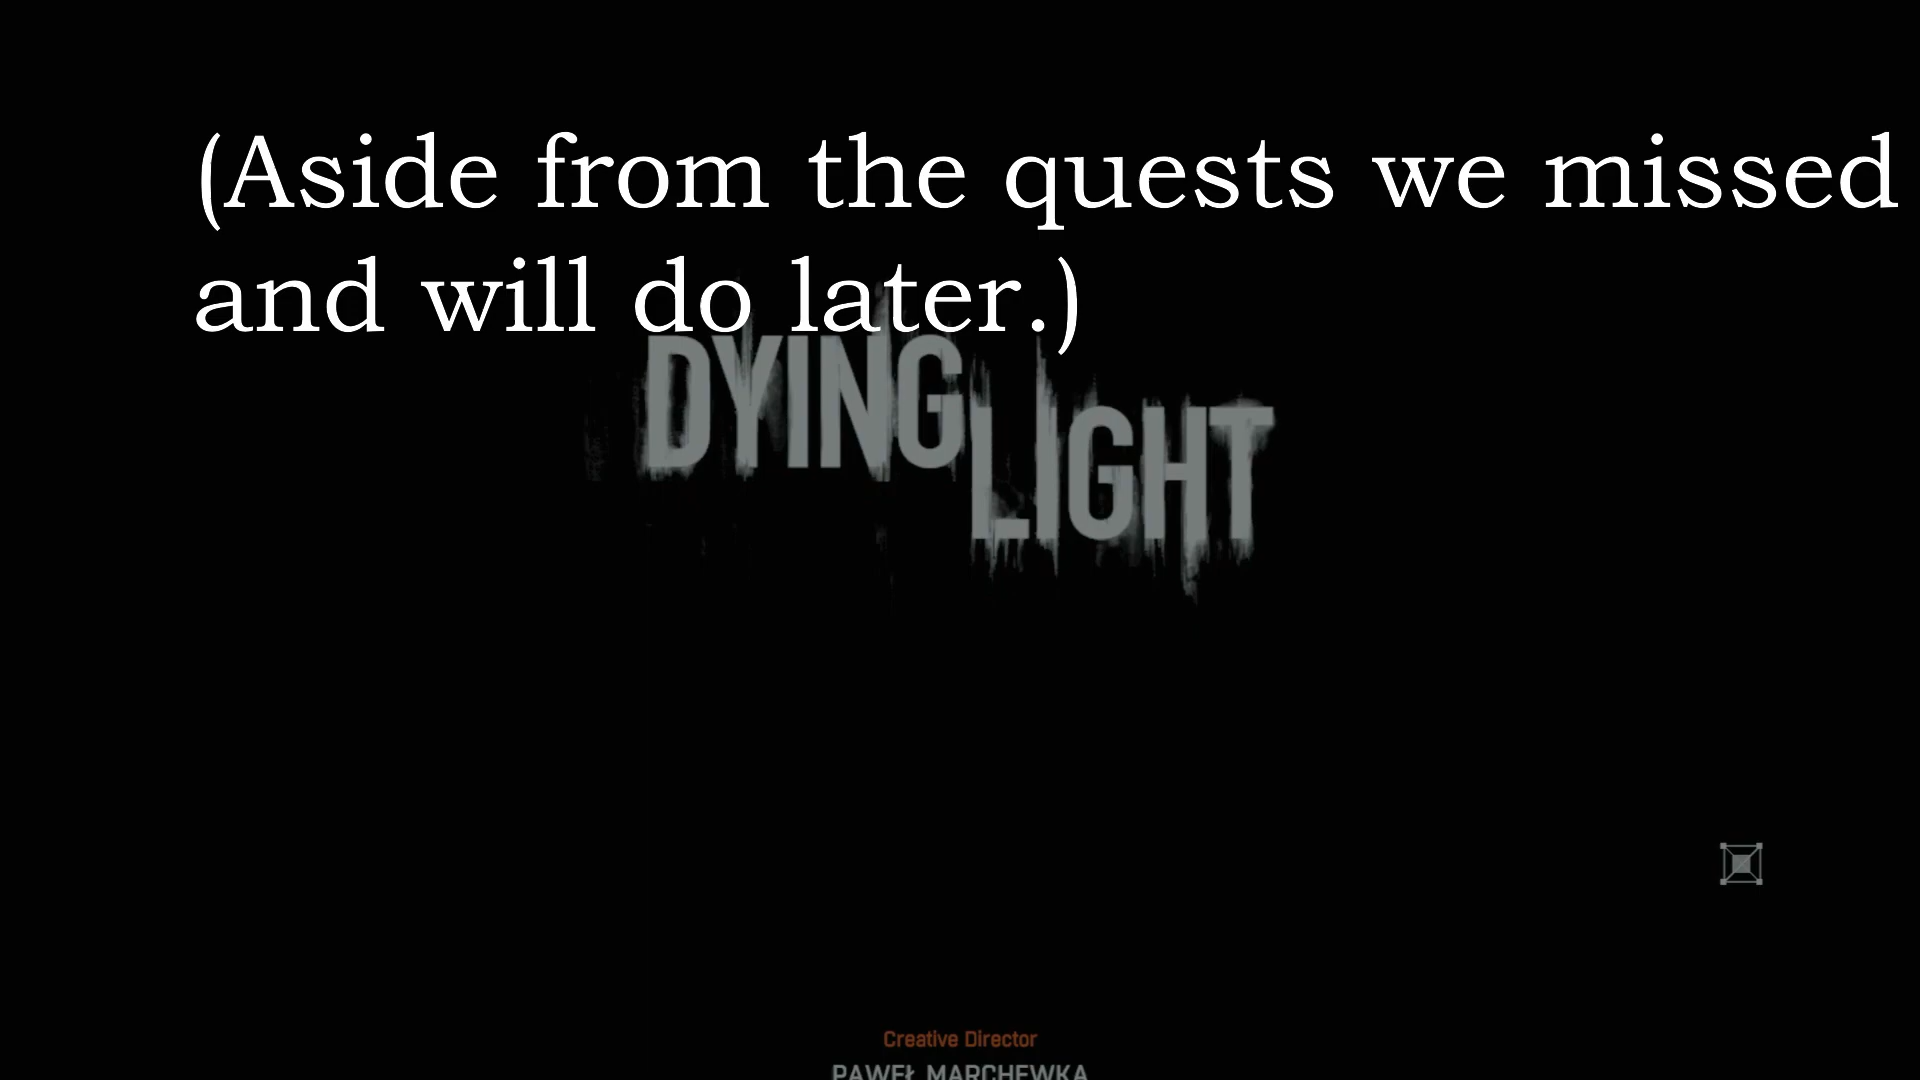 (Aside from the quests we missed
and will do later.)
DYING
LIGHT
Creative Director
PAWEŁ MARCHEWKA